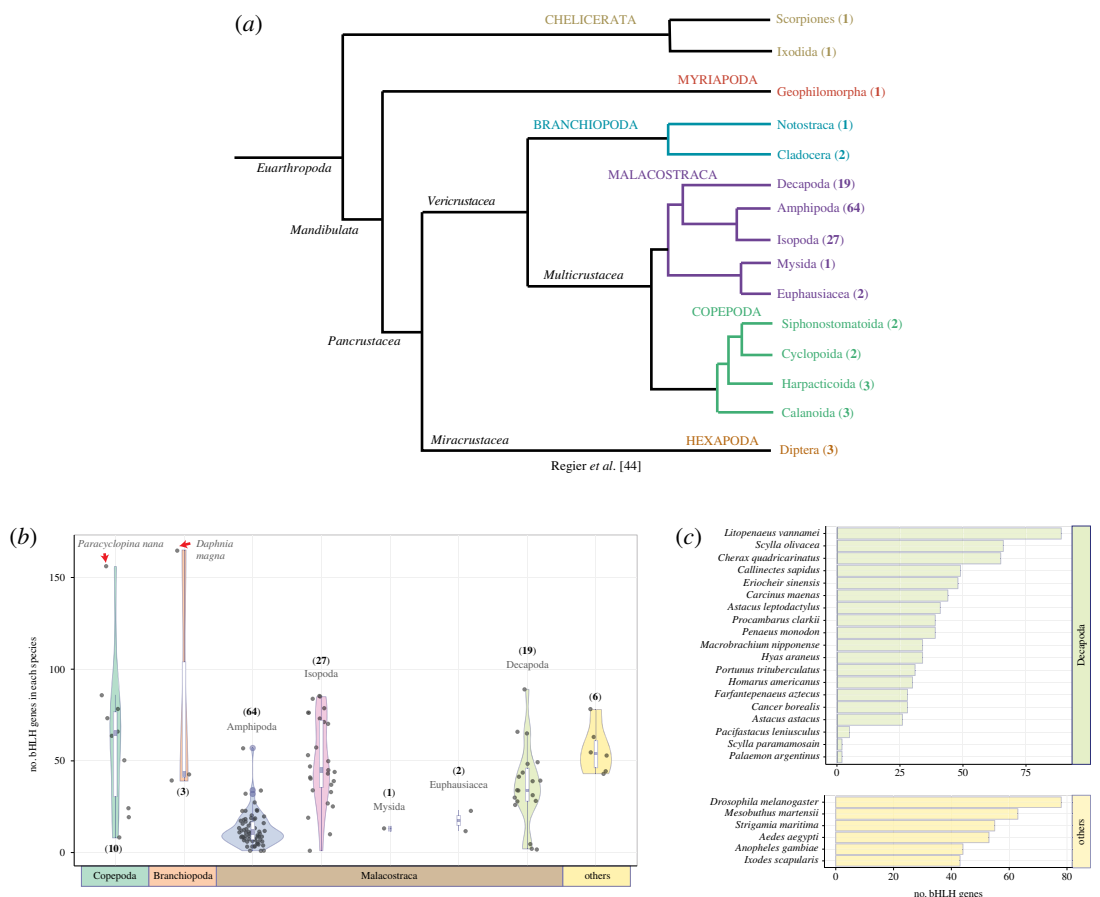 (a)
CHELICERATA
Scorpiones (1)
Ixodida (1)
MYRIAPODA
Geophilomorpha (1)
BRANCHIOPODA
Notostraca (1)
Cladocera (2)
Euarthropoda
MALACOSTRACA
Decapoda (19)
Vericrustacea
Amphipoda (64)
Mandibulata
Isopoda (27)
Mysida (1)
Multicrustacea
Euphausiacea (2)
COPEPODA
Siphonostomatoida (2)
Pancrustacea
Cyclopoida (2)
Harpacticoida (3)
Calanoida (3)
Miracrustacea
HEXAPODA
Diptera (3)
Regier et al. [44]
(b)
Paracyclopina nana
Daphnia
magna
no. bHLH genes in each species
150
100
50
0
(10)
(3)
(64)
Amphipoda
(27)
Isopoda
(1)
Mysida
(2)
Euphausiacea
(19)
Decapoda
(6)
Copepoda
Branchiopoda
Malacostraca
others
(c)
Litopenaeus vannamei
Scylla olivacea
Cherax quadricarinatus
Callinectes sapidus
Eriocheir sinensis
Carcinus maenas
Astacus leptodactylus
Procambarus clarkii
Penaeus monodon
Macrobrachium nipponense
Hyas araneus
Portunus trituberculatus
Homarus americanus
Farfantepenaeus aztecus
Cancer borealis
Astacus astacus
Pacifastacus leniusculus
Scylla paramamosain
Palaemon argentinus
0 25 50 75
Decapoda
Drosophila melanogaster
Mesobuthus martensii
Strigamia maritima
Aedes aegypti
Anopheles gambiae
Ixodes scapularis
0 20 40 60 80
others
no. bHLH genes